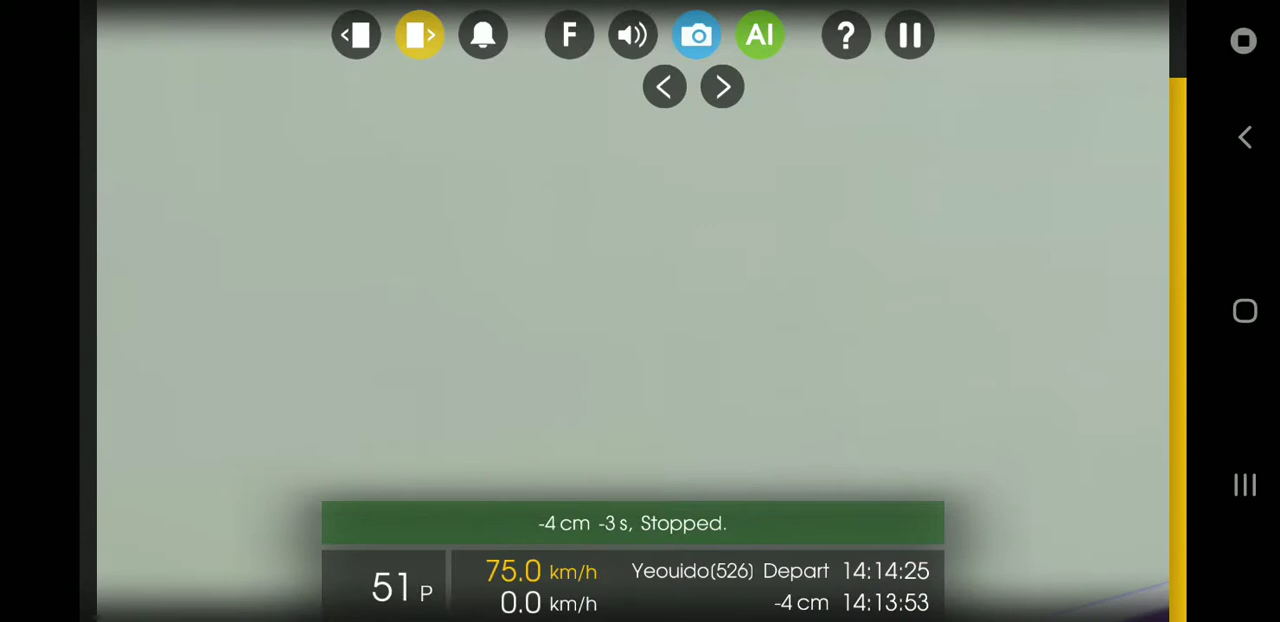 F AI ?
-4 cm -3 s, Stopped.
51 P
75.0 km/h Yeouido(526) Depart 14:14:25
0.0 km/h -4 cm 14:13:53